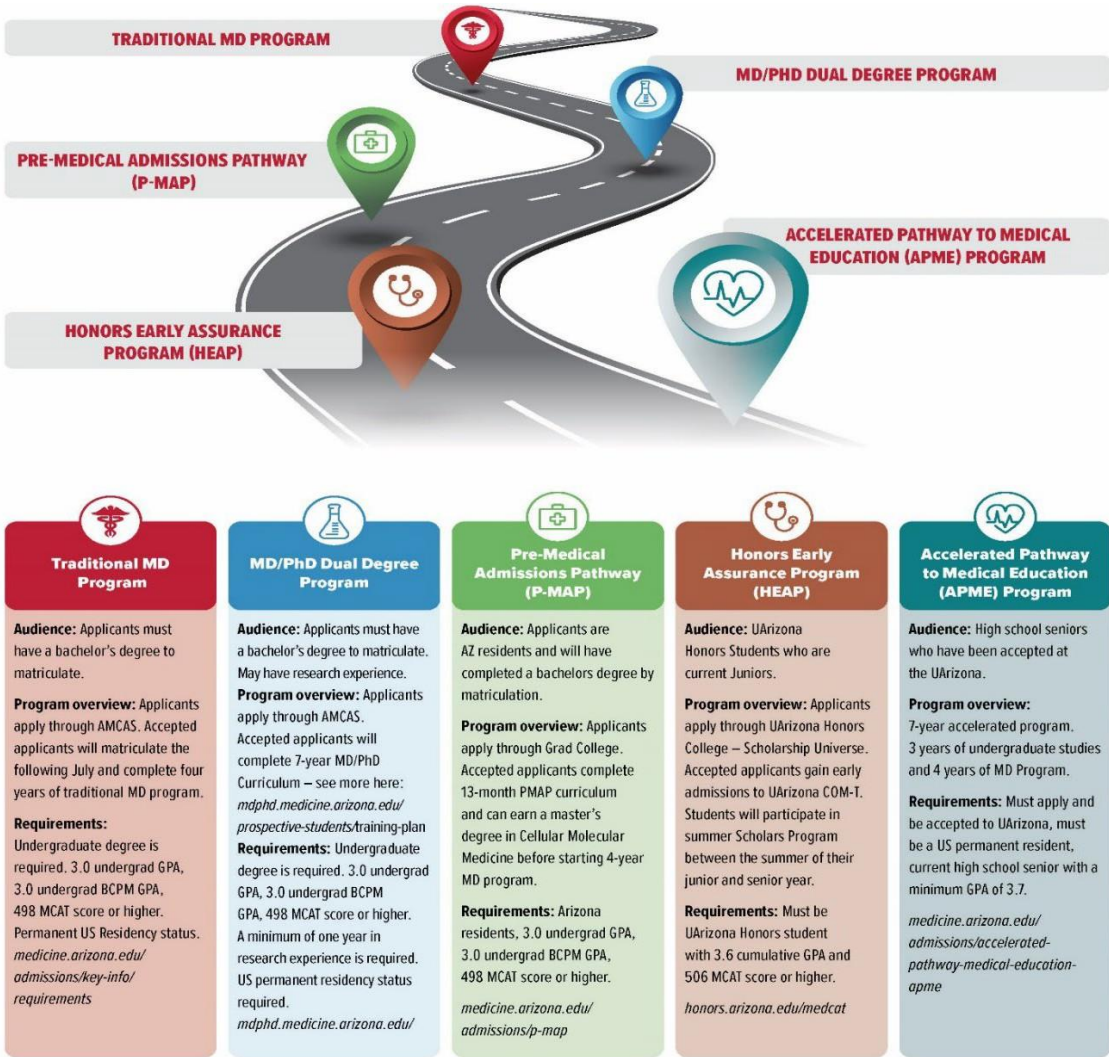 TRADITIONAL MD PROGRAM
MD/PHD DUAL DEGREE PROGRAM
PRE-MEDICAL ADMISSIONS PATHWAY
(P-MAP)
ACCELERATED PATHWAY TO MEDICAL
EDUCATION (APME) PROGRAM
HONORS EARLY ASSURANCE
PROGRAM (HEAP)
Traditional MD
Program
Audience: Applicants must
have a bachelor's degree to
matriculate.
Program overview: Applicants
apply through AMCAS. Accepted
applicants will matriculate the
following July and complete four
years of traditional MD program.
Requirements:
Undergraduate degree is
required. 3.0 undergrad GPA,
3.0 undergrad BCPM GPA,
498 MCAT score or higher.
Permanent US Residency status.
medicine.arizona.edu/
admissions/key-info/
requirements
MD/PhD Dual Degree
Program
Audience: Applicants must have
a bachelor's degree to matriculate.
May have research experience.
Program overview: Applicants
apply through AMCAS.
Accepted applicants will
complete 7-year MD/PhD
Curriculum – see more here:
mdphd.medicine.arizona.edu/
prospective-students/training-plan
Requirements: Undergraduate
degree is required. 3.0 undergrad
GPA, 3.0 undergrad BCPM
GPA, 498 MCAT score or higher.
A minimum of one year in
research experience is required.
US permanent residency status
required.
mdphd.medicine.arizona.edu/
Pre-Medical
Admissions Pathway
(P-MAP)
Audience: Applicants are
AZ residents and will have
completed a bachelors degree by
matriculation.
Program overview: Applicants
apply through Grad College.
Accepted applicants complete
13-month PMAP curriculum
and can earn a master's
degree in Cellular Molecular
Medicine before starting 4-year
MD program.
Requirements: Arizona
residents, 3.0 undergrad GPA,
3.0 undergrad BCPM GPA,
498 MCAT score or higher.
medicine.arizona.edu/
admissions/p-map
Honors Early
Assurance Program
(HEAP)
Audience: UArizona
Honors Students who are
current Juniors.
Program overview: Applicants
apply through UArizona Honors
College – Scholarship Universe.
Accepted applicants gain early
admissions to UArizona COM-T.
Students will participate in
summer Scholars Program
between the summer of their
junior and senior year.
Requirements: Must be
UArizona Honors student
with 3.6 cumulative GPA and
506 MCAT score or higher.
honors.arizona.edu/medcat
Accelerated Pathway
to Medical Education
(APME) Program
Audience: High school seniors
who have been accepted at
the UArizona.
Program overview:
7-year accelerated program.
3 years of undergraduate studies
and 4 years of MD Program.
Requirements: Must apply and
be accepted to UArizona, must
be a US permanent resident,
current high school senior with a
minimum GPA of 3.7.
medicine.arizona.edu/
admissions/accelerated-
pathway-medical-education-
apme